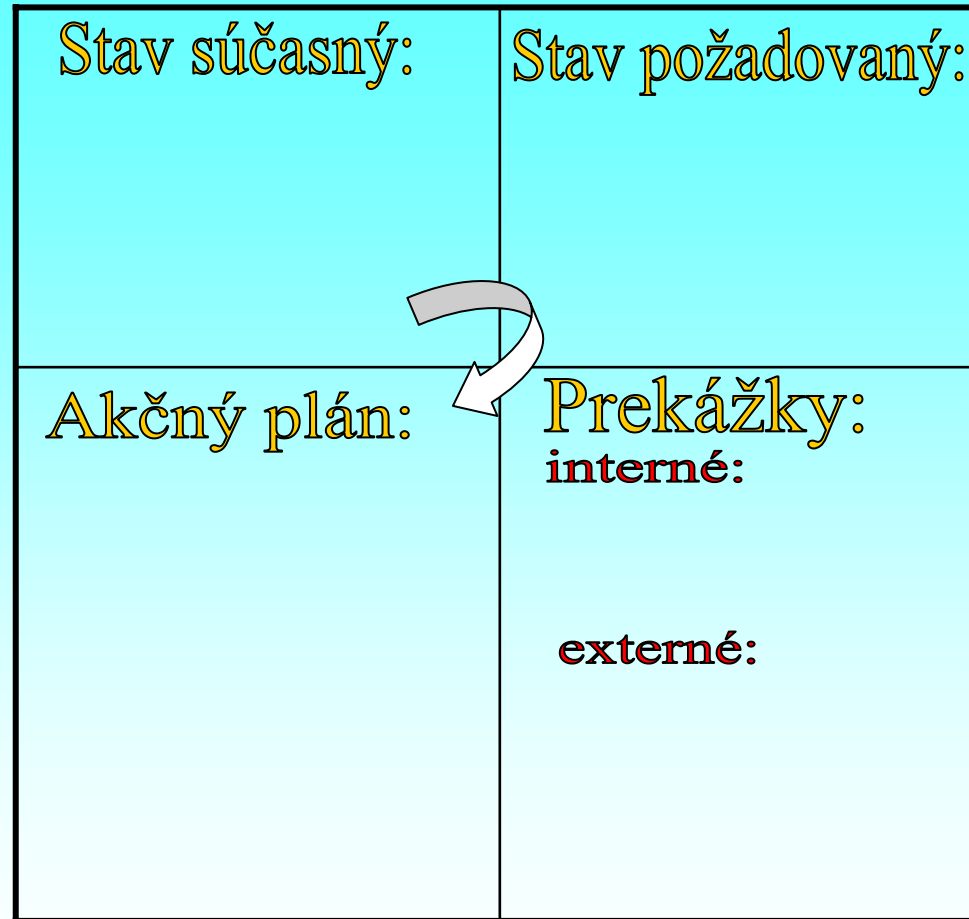 Stav súčasný:
Stav požadovaný:
Akčný plán:
Prekážky:
interné:
externé: